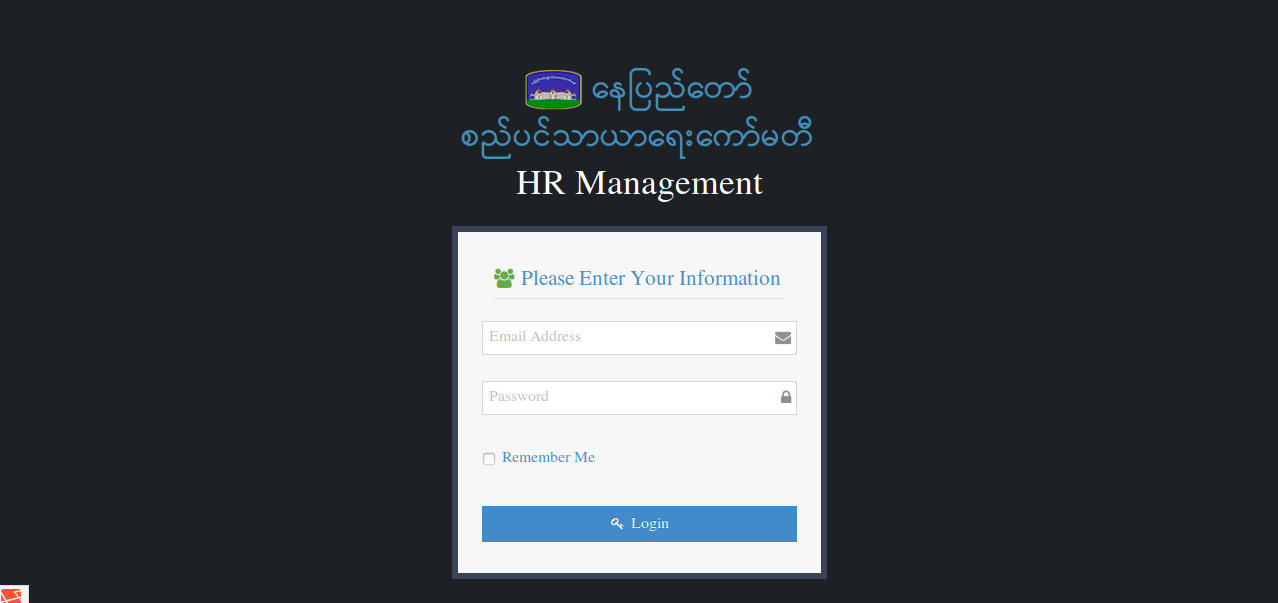 နေပြည်တော်
စည်ပင်သာယာရေးကော်မတီ
HR Management
Please Enter Your Information
Email Address
Password
Remember Me
Login